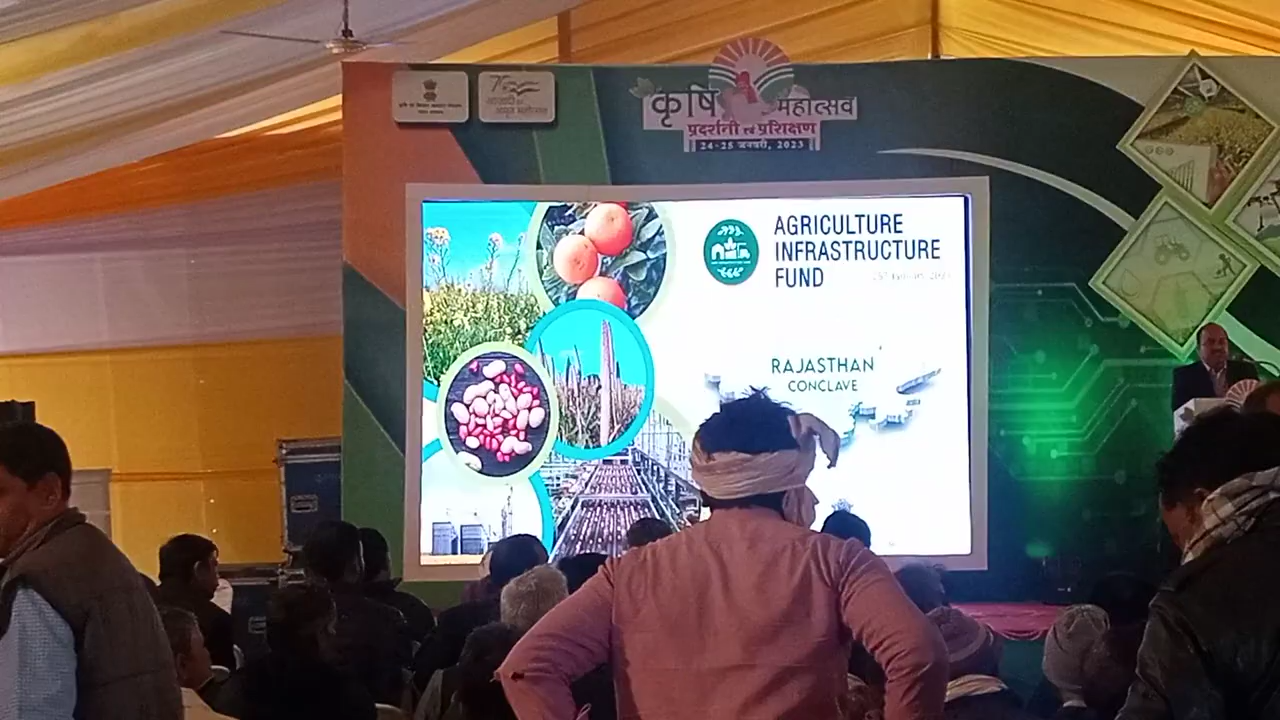 कृषि महोत्सव
प्रदर्शनी एवं प्रशिक्षण
24-25 जनवरी, 2023
AGRICULTURE
INFRASTRUCTURE
FUND
RAJASTHAN
CONCLAVE